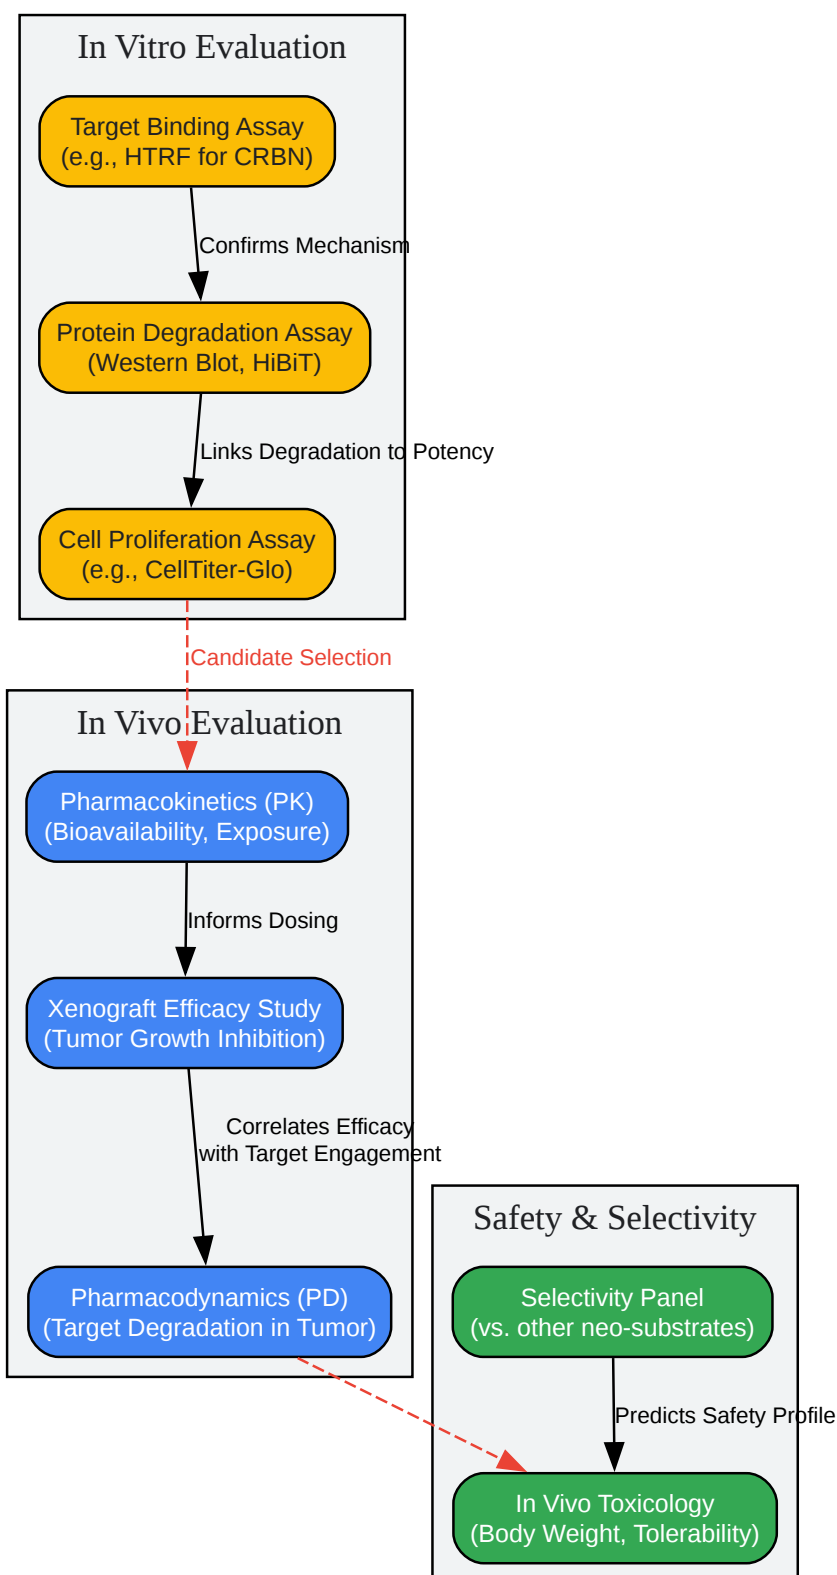 In Vitro Evaluation
Target Binding Assay
(e.g., HTRF for CRBN)
Confirms Mechanism
Protein Degradation Assay
(Western Blot, HiBiT)
Links Degradation to Potency
Cell Proliferation Assay
(e.g., CellTiter-Glo)
Candidate Selection
In Vivo Evaluation
Pharmacokinetics (PK)
(Bioavailability, Exposure)
Informs Dosing
Xenograft Efficacy Study
(Tumor Growth Inhibition)
Correlates Efficacy
with Target Engagement
Pharmacodynamics (PD)
(Target Degradation in Tumor)
Safety & Selectivity
Selectivity Panel
(vs. other neo-substrates)
Predicts Safety Profile
In Vivo Toxicology
(Body Weight, Tolerability)